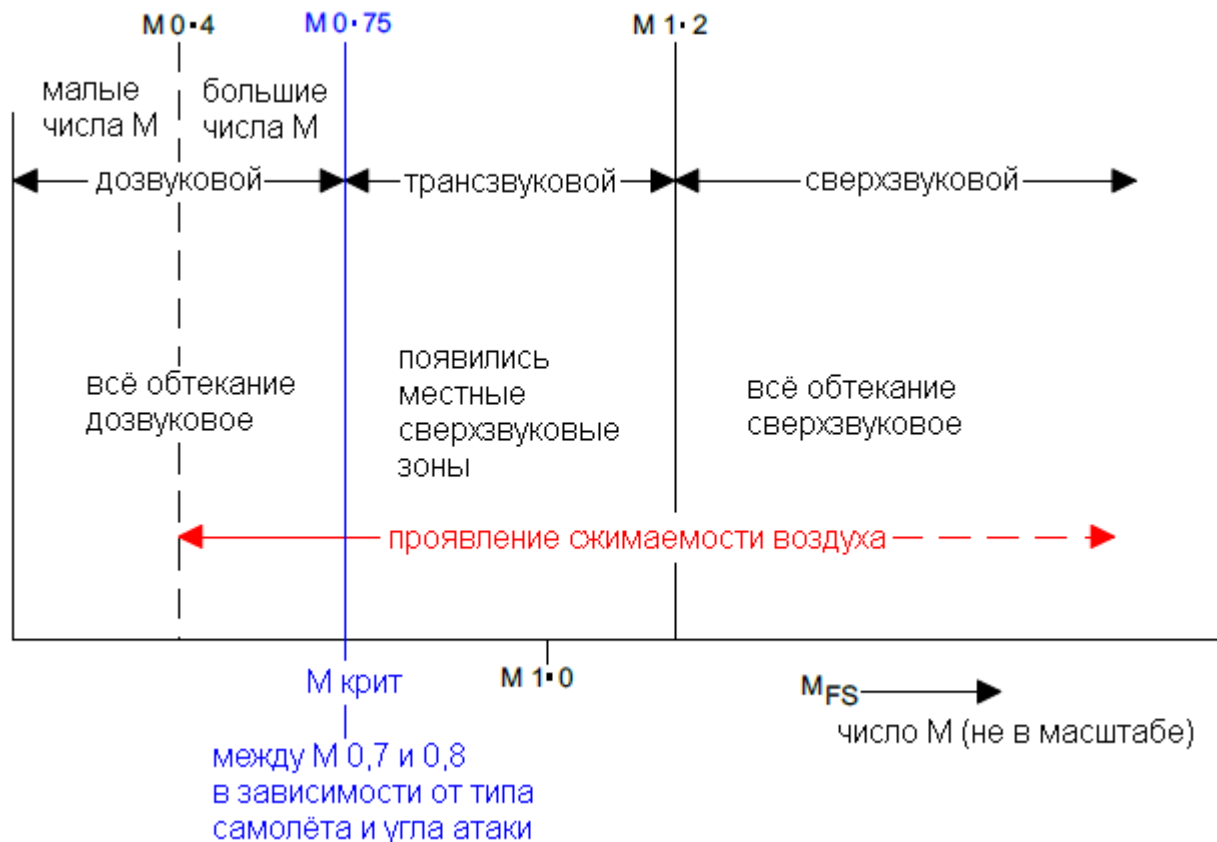 M 0·4
M 0·75
M 1·2
малые
числа М
большие
числа М
дозвуковой
трансзвуковой
сверхзвуковой
всё обтекание
дозвуковое
появились
местные
сверхзвуковые
зоны
всё обтекание
сверхзвуковое
проявление сжимаемости воздуха
М крит
M 1·0
MFS
число М (не в масштабе)
между М 0,7 и 0,8
в зависимости от типа
самолёта и угла атаки